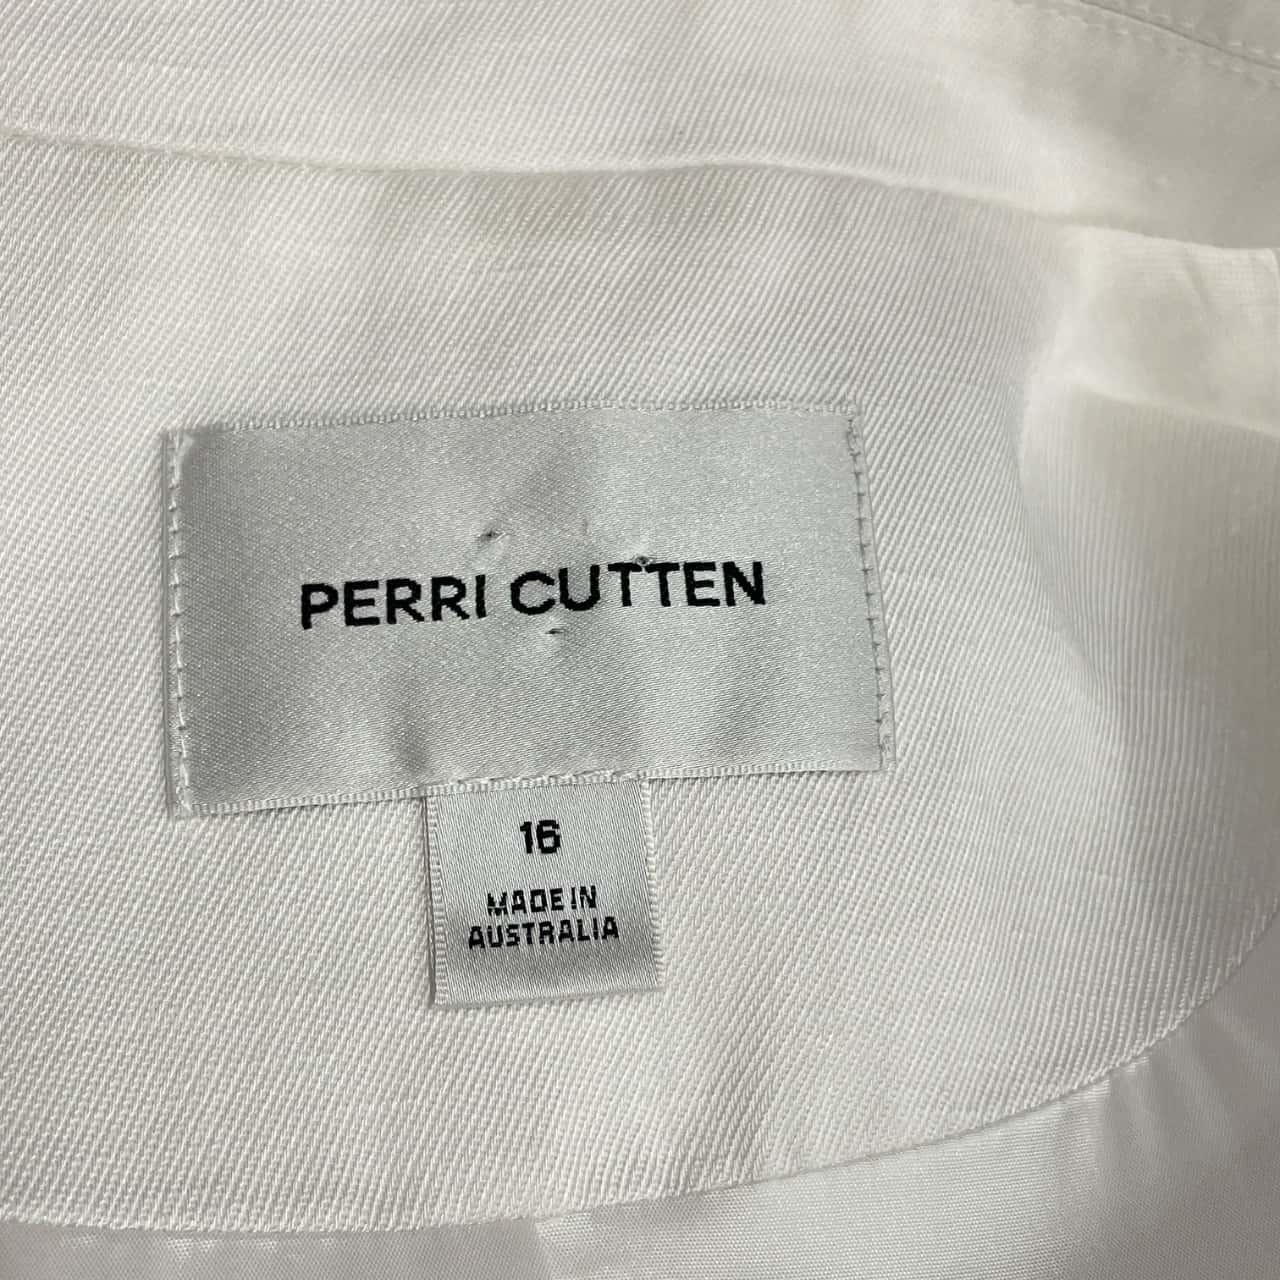 PERRI CUTTEN
16
MADE IN
AUSTRALIA